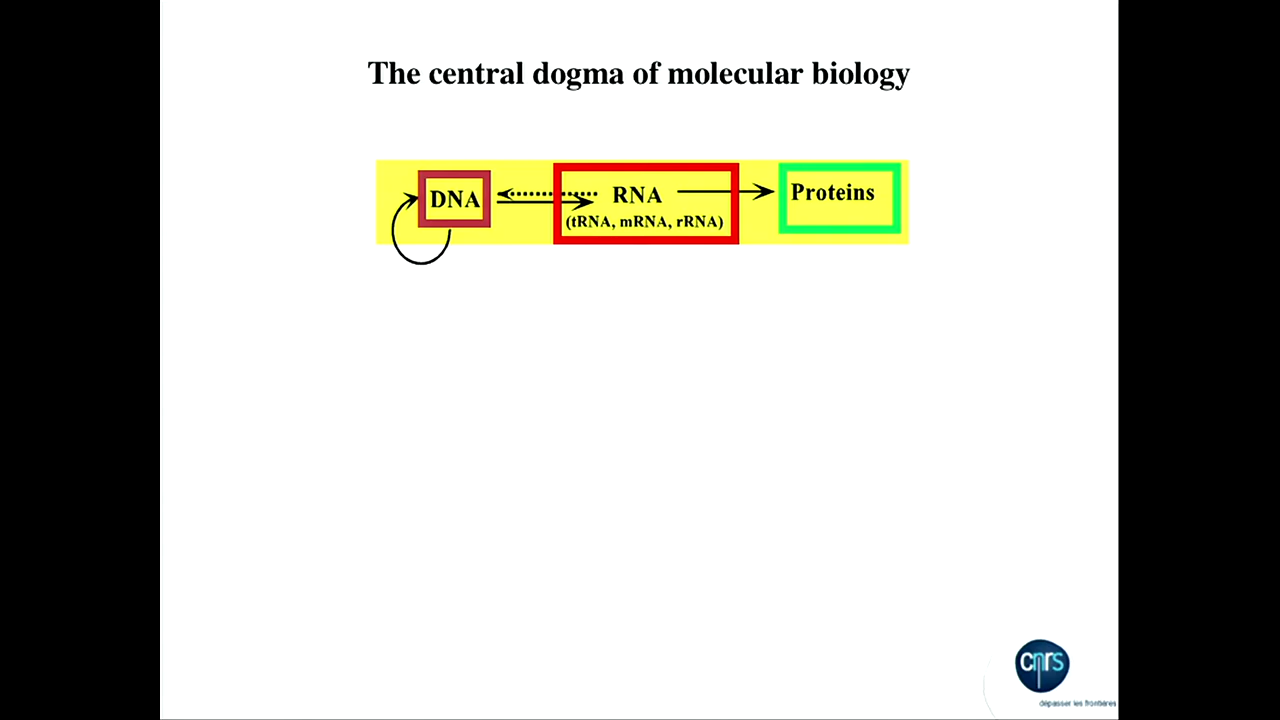 The central dogma of molecular biology
DNA
RNA
Proteins
(tRNA, mRNA, rRNA)
cnrs
dépasser les frontières